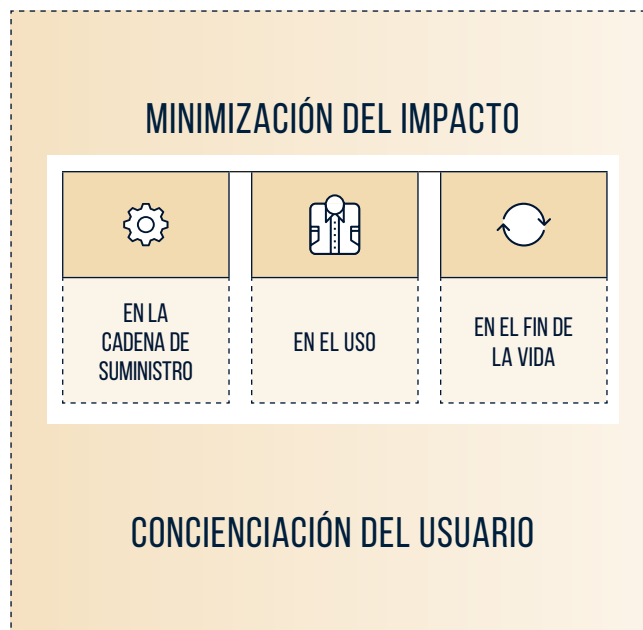 MINIMIZACIÓN DEL IMPACTO
EN LA
CADENA DE
SUMINISTRO
EN EL USO
EN EL FIN DE
LA VIDA
CONCIENCIACIÓN DEL USUARIO